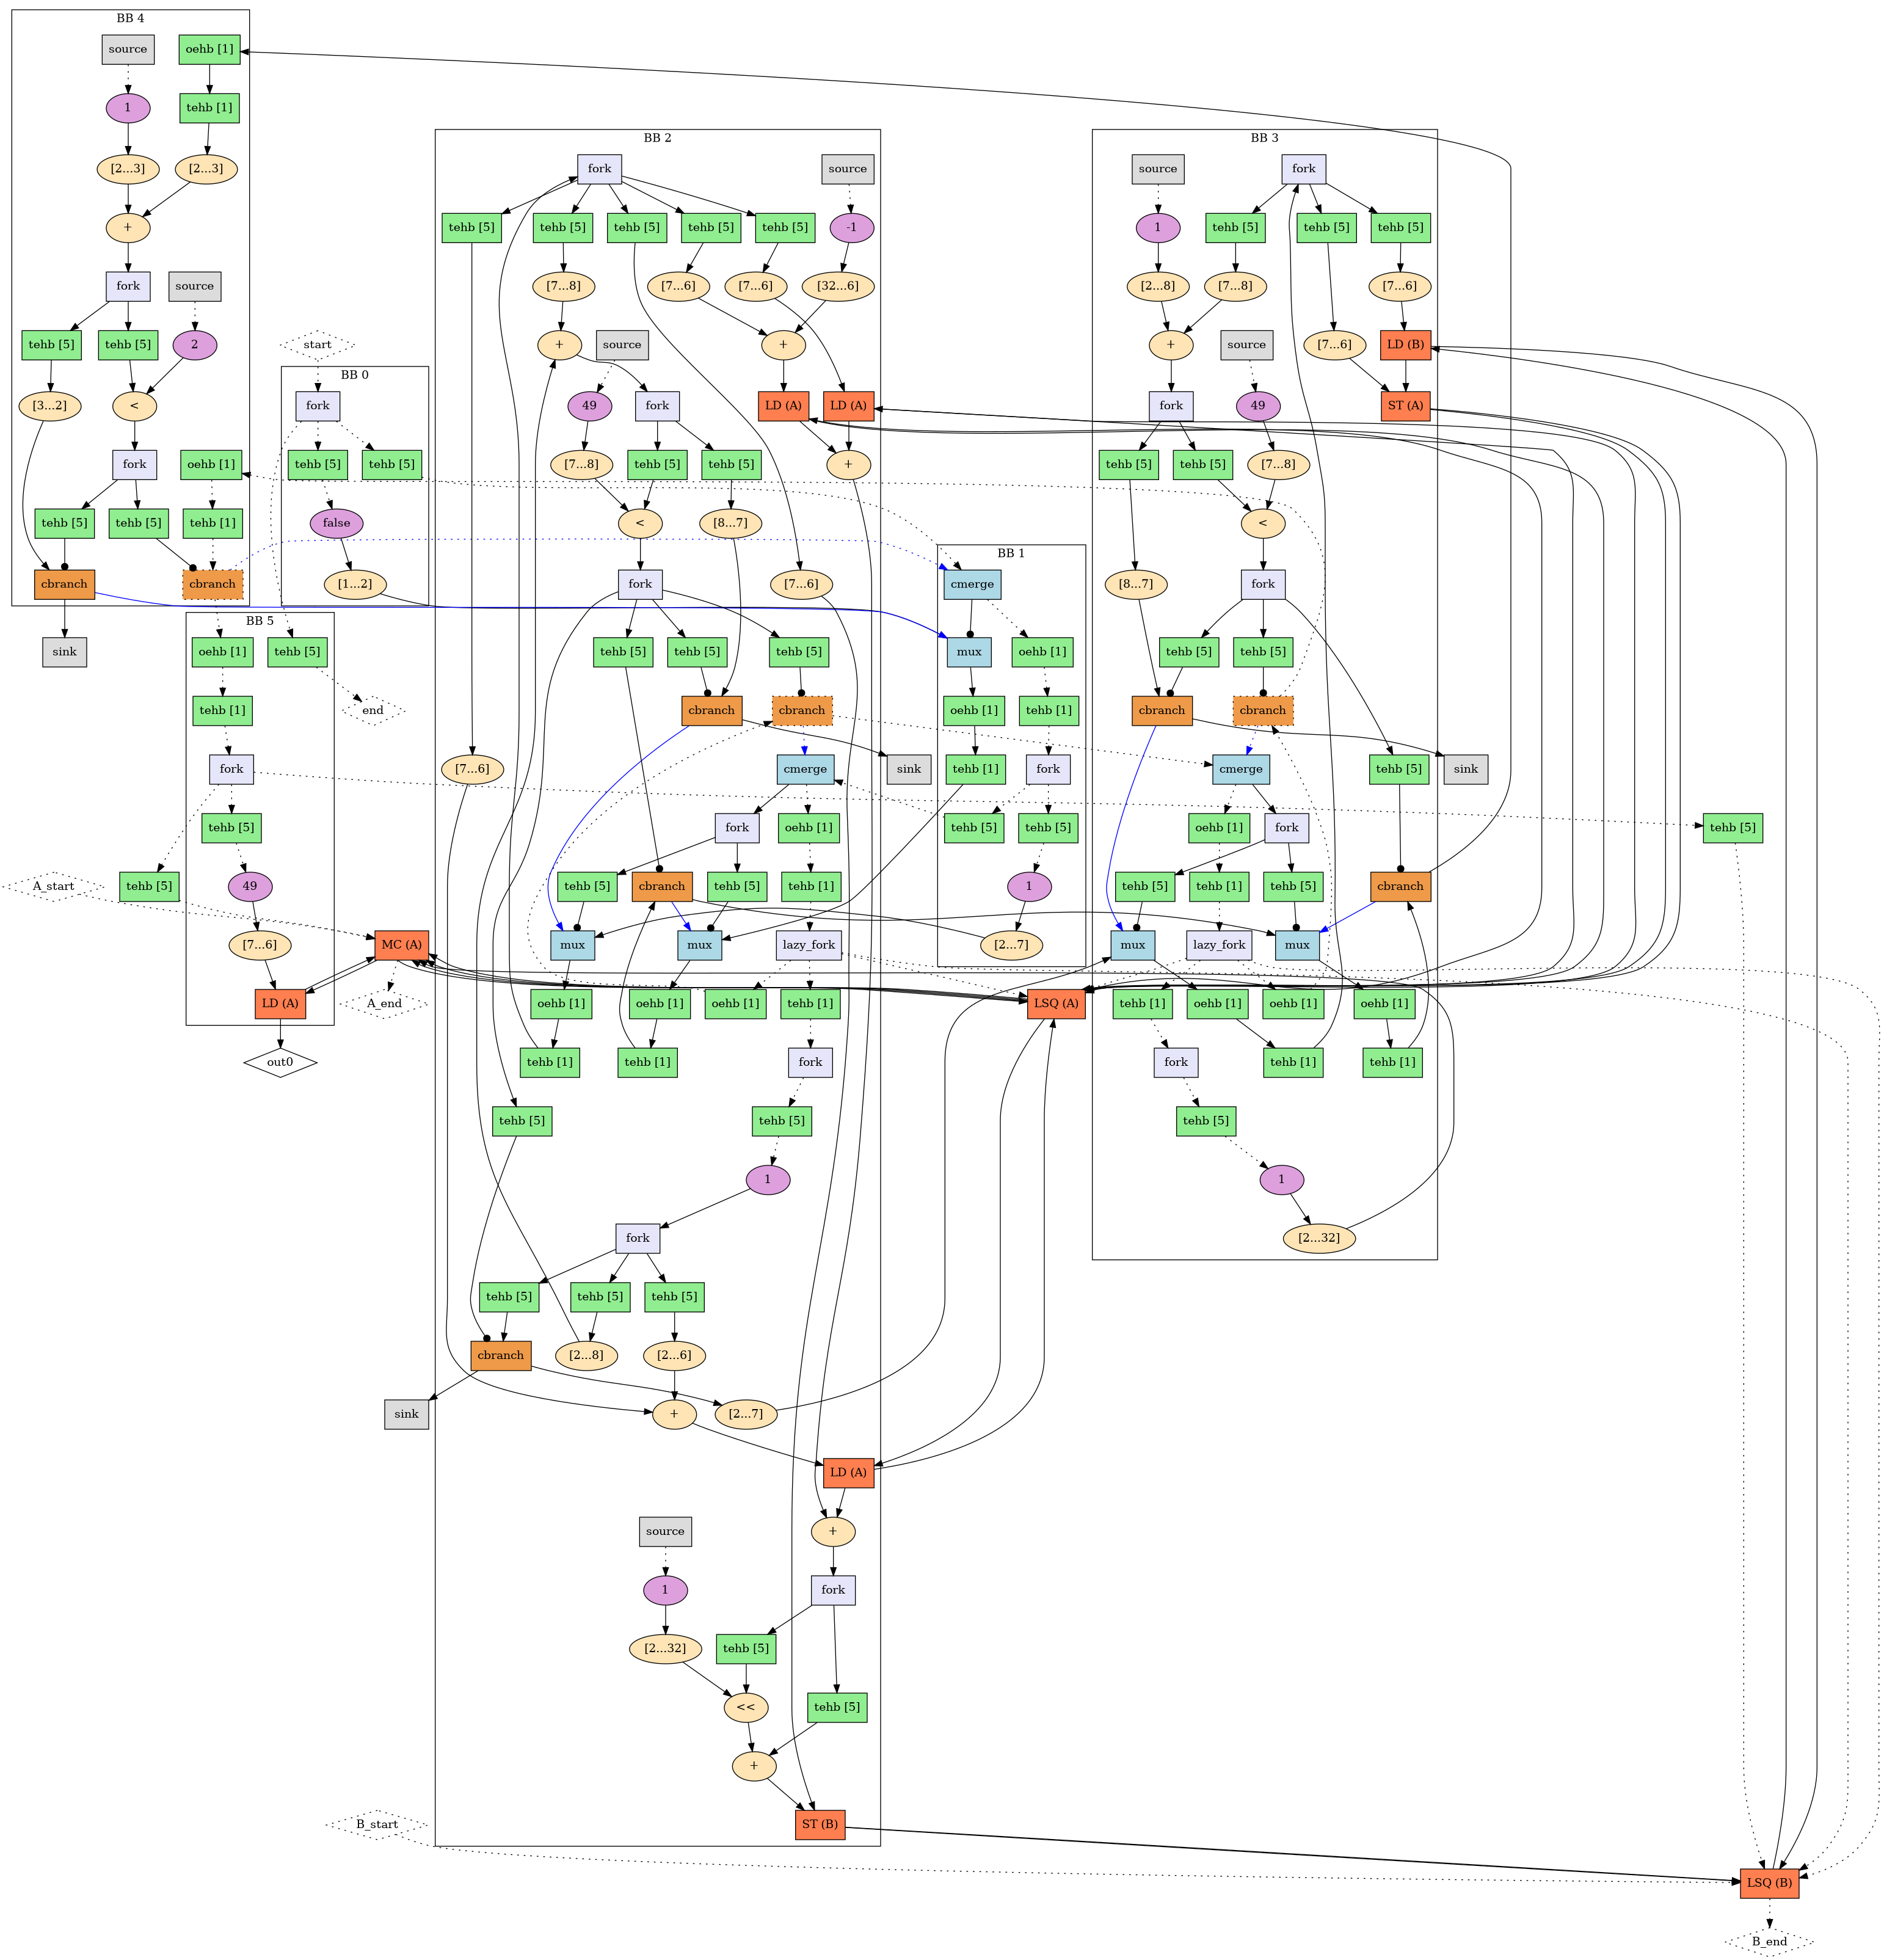 BB 4
source
oehb [1]
1
tehb [1]
[2...3]
[2...3]
+
fork
source
tehb [5]
tehb [5]
2
[3...2]
<
fork
oehb [1]
tehb [5]
tehb [5]
tehb [1]
cbranch
cbranch
sink
start
BB 0
fork
tehb [5]
tehb [5]
false
[1...2]
BB 5
oehb [1]
tehb [5]
tehb [1]
end
fork
tehb [5]
A_start
tehb [5]
49
[7...6]
MC (A)
LD (A)
A_end
out0
BB 2
fork
source
tehb [5]
tehb [5]
tehb [5]
tehb [5]
tehb [5]
-1
[7...8]
[7...6]
[7...6]
[32...6]
+
source
+
49
fork
LD (A)
LD (A)
[7...8]
tehb [5]
tehb [5]
+
<
[8...7]
fork
[7...6]
tehb [5]
tehb [5]
tehb [5]
cbranch
cbranch
[7...6]
cmerge
sink
fork
oehb [1]
tehb [5]
cbranch
tehb [5]
tehb [1]
mux
mux
lazy_fork
oehb [1]
oehb [1]
oehb [1]
tehb [1]
tehb [1]
tehb [1]
fork
tehb [5]
tehb [5]
1
fork
tehb [5]
tehb [5]
tehb [5]
cbranch
[2...8]
[2...6]
sink
+
[2...7]
LD (A)
source
+
1
fork
[2...32]
tehb [5]
<<
tehb [5]
+
ST (B)
B_start
BB 1
cmerge
mux
oehb [1]
oehb [1]
tehb [1]
tehb [1]
fork
tehb [5]
tehb [5]
1
[2...7]
LSQ (A)
BB 3
source
fork
1
tehb [5]
tehb [5]
tehb [5]
[2...8]
[7...8]
[7...6]
+
source
[7...6]
LD (B)
fork
49
ST (A)
tehb [5]
tehb [5]
[7...8]
<
[8...7]
fork
tehb [5]
tehb [5]
cbranch
cbranch
cmerge
tehb [5]
sink
oehb [1]
fork
tehb [5]
tehb [5]
tehb [1]
tehb [5]
cbranch
mux
lazy_fork
mux
tehb [1]
oehb [1]
oehb [1]
oehb [1]
fork
tehb [1]
tehb [1]
tehb [5]
1
[2...32]
LSQ (B)
B_end